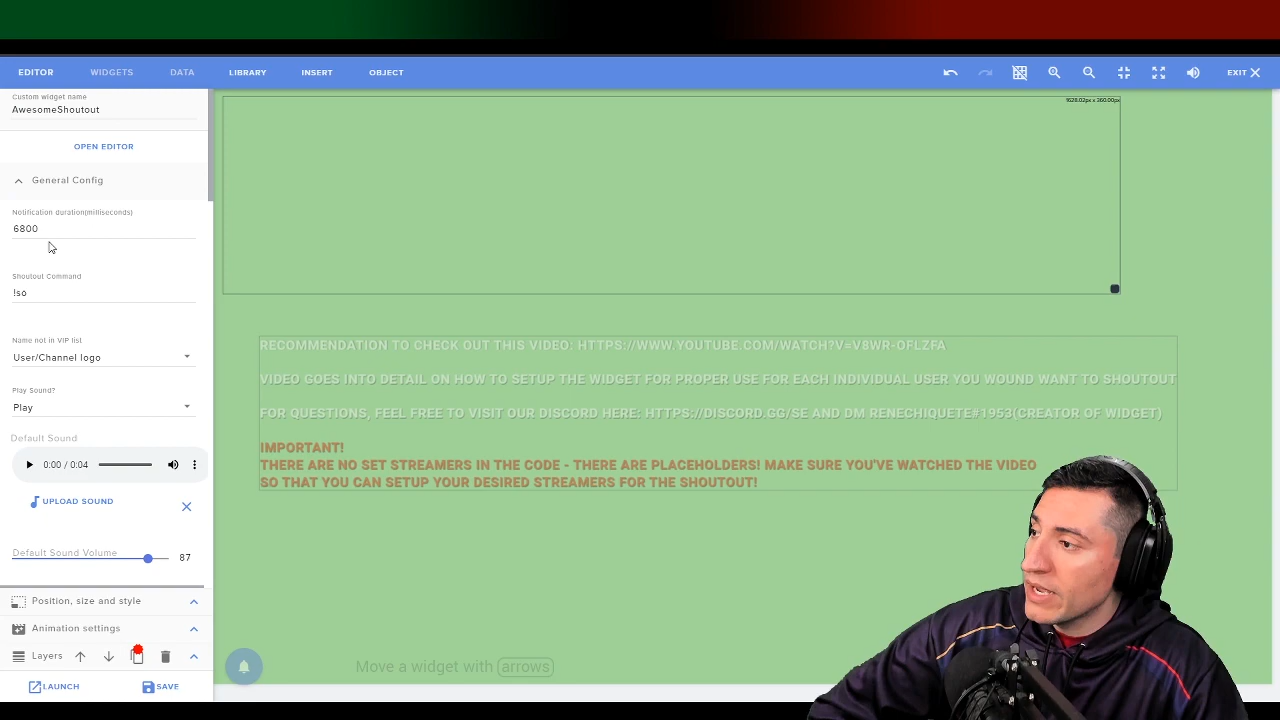 EDITOR WIDGETS DATA LIBRARY INSERT OBJECT EXIT
Custom widget name
AwesomeShoutout
OPEN EDITOR
General Config
Notification duration(milliseconds)
6800
Shoutout Command
!so
Name not in VIP list
User/Channel logo
Play Sound?
Play
Default Sound
0:00 / 0:04
UPLOAD SOUND
Default Sound Volume 87
Position, size and style
Animation settings
Layers
LAUNCH SAVE
1628.02px x 360.00px
RECOMMENDATION TO CHECK OUT THIS VIDEO: HTTPS://WWW.YOUTUBE.COM/WATCH?V=V8WR-OFLZFA
VIDEO GOES INTO DETAIL ON HOW TO SETUP THE WIDGET FOR PROPER USE FOR EACH INDIVIDUAL USER YOU WOUND WANT TO SHOUTOUT
FOR QUESTIONS, FEEL FREE TO VISIT OUR DISCORD HERE: HTTPS://DISCORD.GG/SE AND DM RENECHIQUETE#1953(CREATOR OF WIDGET)
IMPORTANT!
THERE ARE NO SET STREAMERS IN THE CODE - THERE ARE PLACEHOLDERS! MAKE SURE YOU'VE WATCHED THE VIDEO
SO THAT YOU CAN SETUP YOUR DESIRED STREAMERS FOR THE SHOUTOUT!
Move a widget with arrows